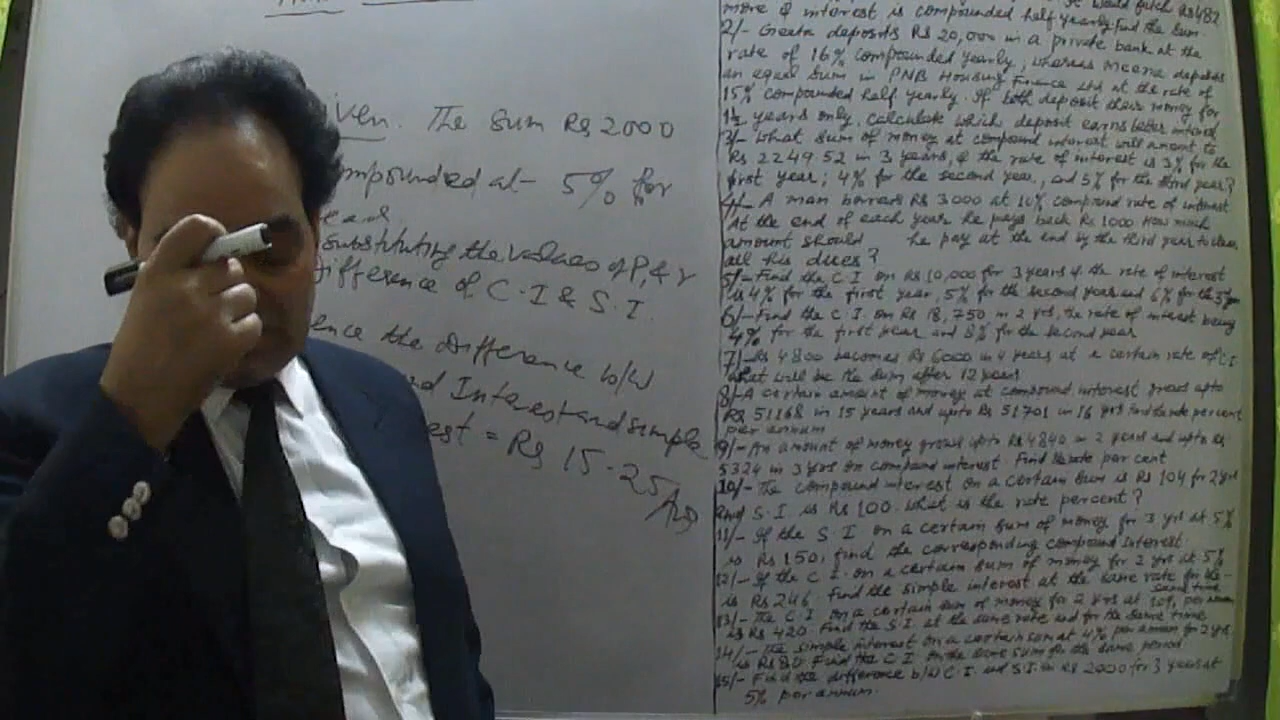 iven. The Sum Rs 2000
mpounded at- 5% for
Substituting the values of P, & r
ifference of C.I & S.I.
ence the difference b/w
nd Interest and simple
est = Rs 15.25
Ans
would fetch Rs 482
more if interest is compounded half yearly. find the sum
2/- Geeta deposits Rs 20,000 in a private bank at the
rate of 16% compounded yearly, whereas meena deposits
an equal sum in PNB Housing Finance Ltd at the rate of
15% compounded half yearly. If both deposit their money for
1½ years only, calculate which deposit earns better interest
3/- What sum of money at compound interest will amount to
Rs 2249 52 in 3 years, if the rate of interest is 3% for the
first year, 4% for the second year, and 5% for the third year?
4/- A man borrows Rs 3000 at 10% compound rate of interest
At the end of each year he pays back Rs 1000 How much
amount should he pay at the end by the third year to clear
all his dues?
5/- Find the C.I on Rs 10,000 for 3 years if the rate of interest
is 4% for the first year, 5% for the second year and 6% for the 3rd yr
6/- Find the C.I. on Rs 18,750 in 2 yrs, the rate of interest being
4% for the first year and 8% for the second year
7/- Rs 4800 becomes Rs 6000 in 4 years at a certain rate of C.I
what will be the sum after 12 years
8/- A certain amount of money at compound interest grows upto
Rs 51168 in 15 years and upto Rs 51701 in 16 yrs find rate percent
per annum
9/- An amount of money grows upto Rs 4840 in 2 years and upto Rs
5324 in 3 yrs on compound interest Find rate per cent
10/- The compound interest on a certain sum is Rs 104 for 2 yrs
and S.I is Rs 100. What is the rate percent?
11/- If the S.I on a certain sum of money for 3 yrs at 5%
is Rs 150, find the corresponding compound Interest.
12/- If the C.I. on a certain sum of money for 2 yrs at 5%
is Rs 246. Find the simple interest at the same rate for the same time
13/- The C.I on a certain sum of money for 2 yrs at 10% per annum
is Rs 420. Find the S.I at the same rate and for the same time
14/- The simple interest on a certain sum at 4% per annum for 2 yrs
is Rs 80 Find the C.I. on the same sum for the same period
15/- Find the difference b/w C.I. and S.I. on Rs 2000 for 3 years at
5% per annum.